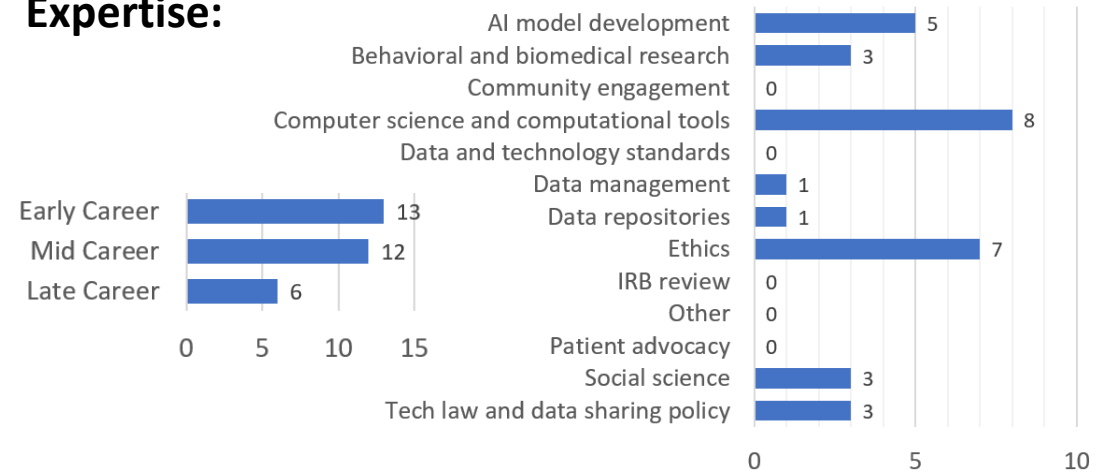 Expertise:
Early Career 13
Mid Career 12
Late Career 6
0 5 10 15
AI model development 5
Behavioral and biomedical research 3
Community engagement 0
Computer science and computational tools 8
Data and technology standards 0
Data management 1
Data repositories 1
Ethics 7
IRB review 0
Other 0
Patient advocacy 0
Social science 3
Tech law and data sharing policy 3
0 5 10